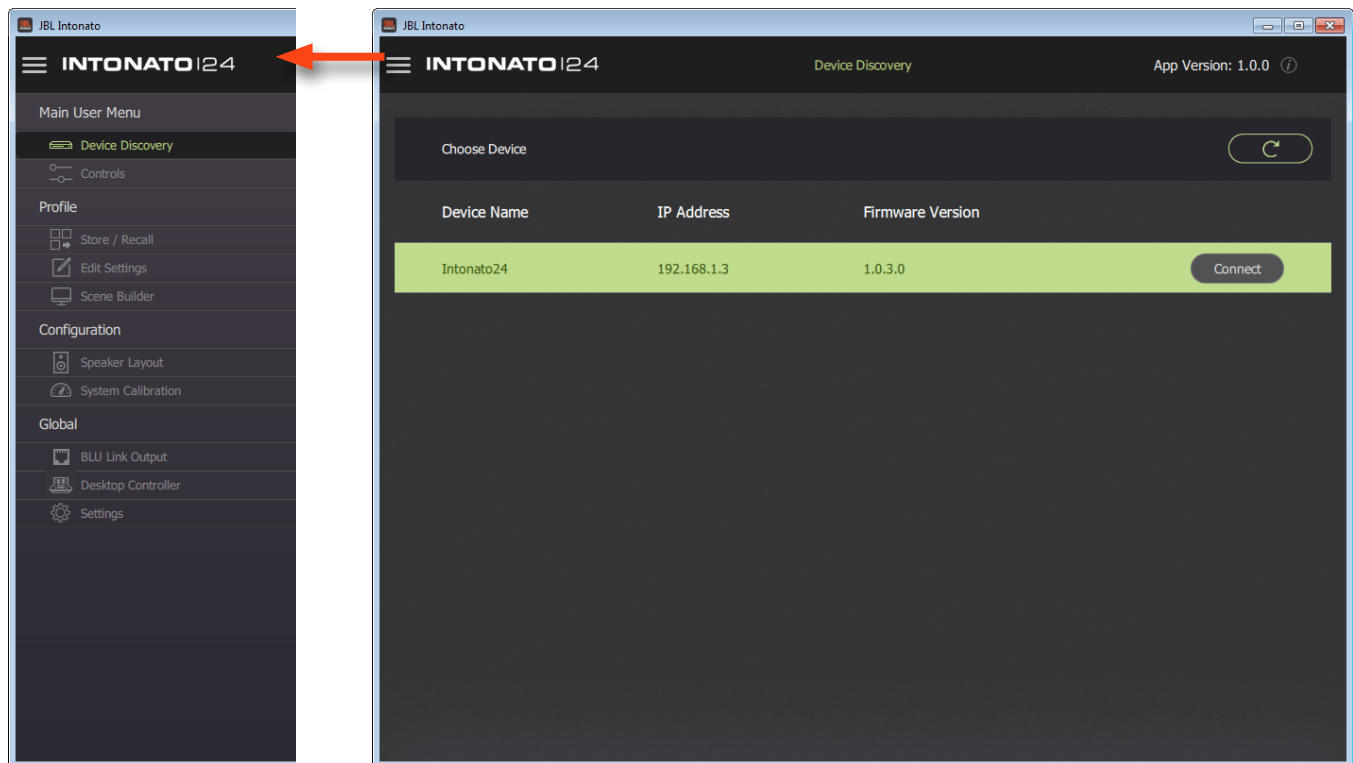 JBL Intonato
INTONATO 24
Main User Menu
Device Discovery
Controls
Profile
Store / Recall
Edit Settings
Scene Builder
Configuration
Speaker Layout
System Calibration
Global
BLU Link Output
Desktop Controller
Settings
JBL Intonato
INTONATO 24 Device Discovery App Version: 1.0.0
Choose Device
Device Name IP Address Firmware Version
Intonato24 192.168.1.3 1.0.3.0 Connect